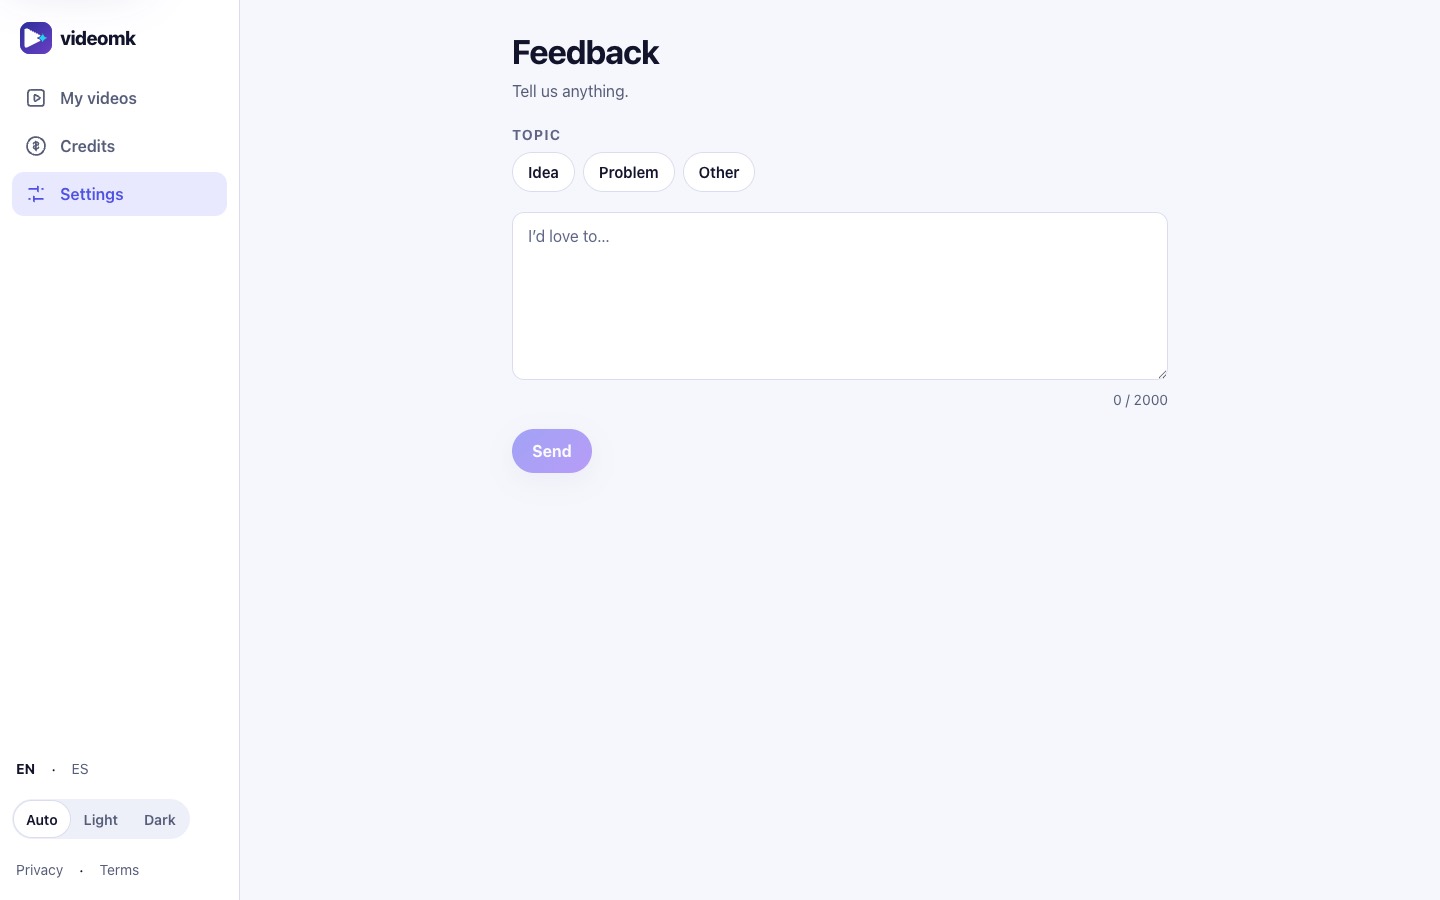 videomk
My videos
Credits
Settings
EN · ES
Auto Light Dark
Privacy · Terms
Feedback
Tell us anything.
TOPIC
Idea Problem Other
I’d love to…
0 / 2000
Send